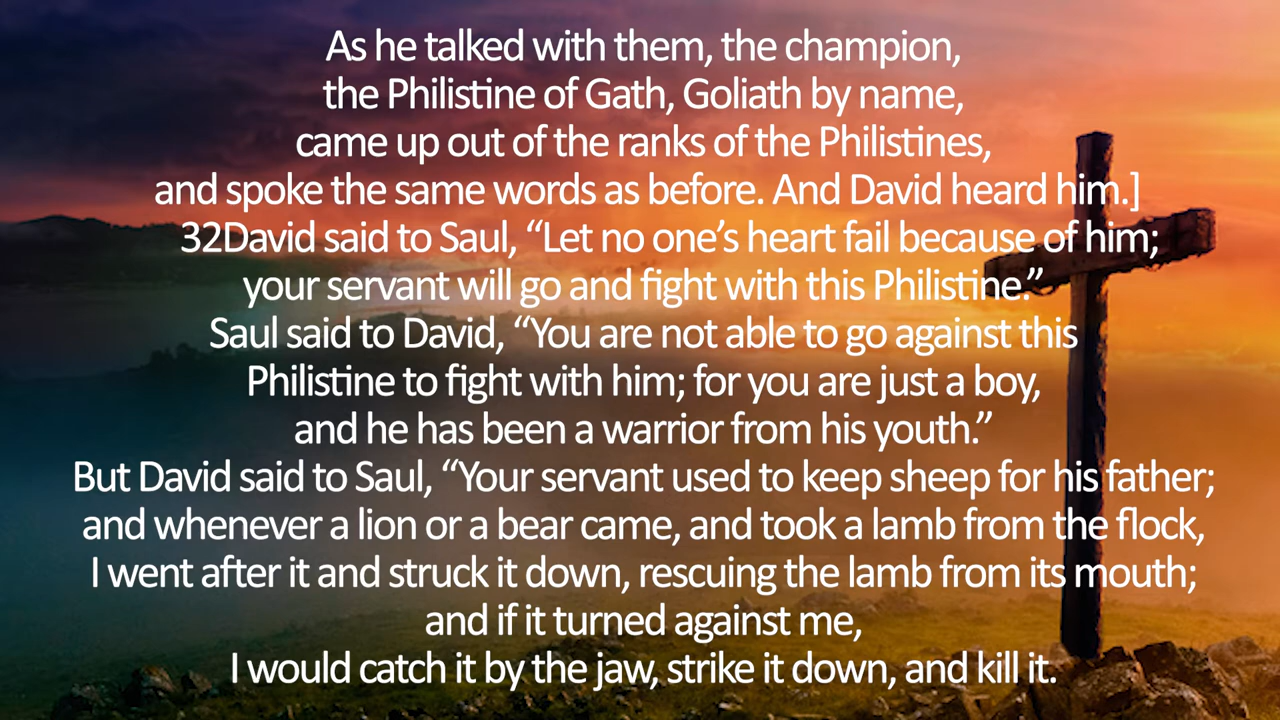 As he talked with them, the champion,
the Philistine of Gath, Goliath by name,
came up out of the ranks of the Philistines,
and spoke the same words as before. And David heard him.]
32David said to Saul, “Let no one’s heart fail because of him;
your servant will go and fight with this Philistine.”
Saul said to David, “You are not able to go against this
Philistine to fight with him; for you are just a boy,
and he has been a warrior from his youth.”
But David said to Saul, “Your servant used to keep sheep for his father;
and whenever a lion or a bear came, and took a lamb from the flock,
I went after it and struck it down, rescuing the lamb from its mouth;
and if it turned against me,
I would catch it by the jaw, strike it down, and kill it.